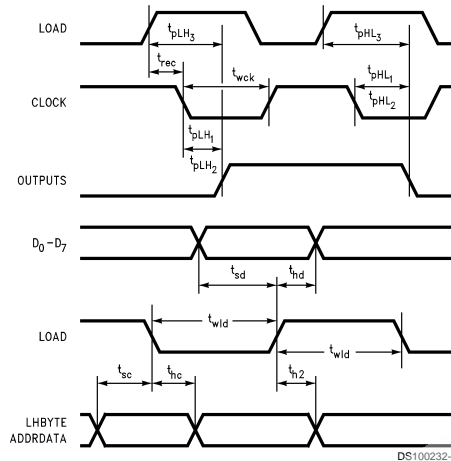 LOAD
tpLH3
tpHL3
trec
twck
tpHL1
CLOCK
tpHL2
tpLH1
tpLH2
OUTPUTS
D0-D7
tsd
thd
twld
LOAD
twld
tsc
thc
th2
LHBYTE
ADDRDATA
DS100232-